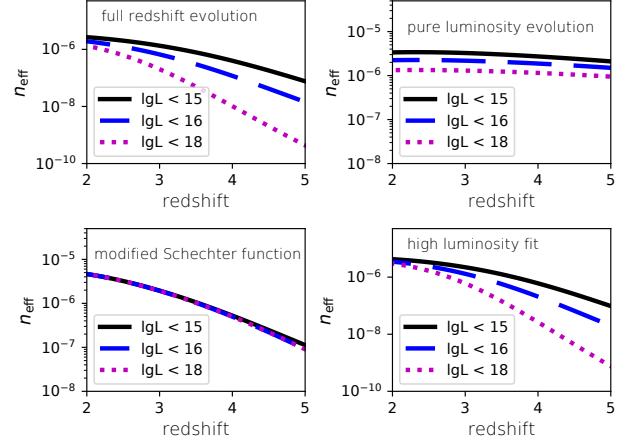 full redshift evolution
n_eff
10^-6
10^-8
10^-10
lgL < 15
lgL < 16
lgL < 18
2 3 4 5
redshift
pure luminosity evolution
n_eff
10^-5
10^-6
10^-7
10^-8
lgL < 15
lgL < 16
lgL < 18
2 3 4 5
redshift
modified Schechter function
n_eff
10^-5
10^-6
10^-7
10^-8
lgL < 15
lgL < 16
lgL < 18
2 3 4 5
redshift
high luminosity fit
n_eff
10^-6
10^-8
10^-10
lgL < 15
lgL < 16
lgL < 18
2 3 4 5
redshift